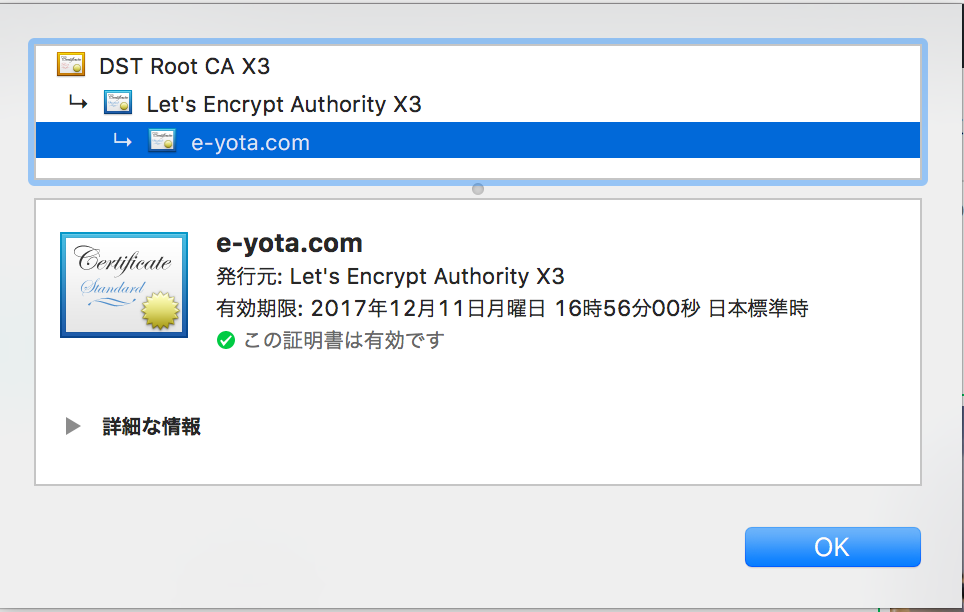 DST Root CA X3
Let's Encrypt Authority X3
e-yota.com
Certificate
Standard
e-yota.com
発行元: Let's Encrypt Authority X3
有効期限: 2017年12月11日月曜日 16時56分00秒 日本標準時
この証明書は有効です
詳細な情報
OK